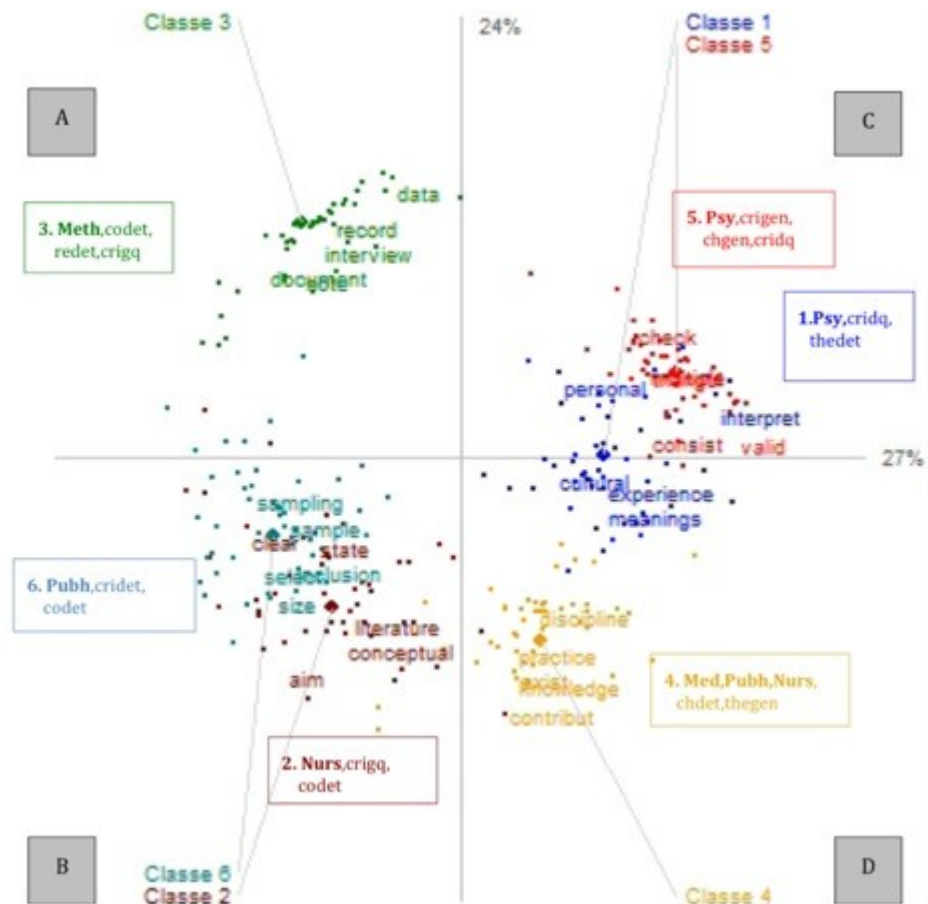 Classe 3
24%
Classe 1
Classe 5
A
C
data
3. Meth,codet,
redet,crigq
record
interview
document
5. Psy,crigen,
chgen,cridq
1.Psy,cridq,
thedet
check
personal
interpret
consist
valid
27%
cultural
experience
meanings
sampling
sample
clear
state
inclusion
size
6. Pubh,cridet,
codet
literature
conceptual
aim
discipline
practice
exist
knowledge
contribut
4. Med,Pubh,Nurs,
chdet,thegen
2. Nurs,crigq,
codet
B
D
Classe 6
Classe 2
Classe 4